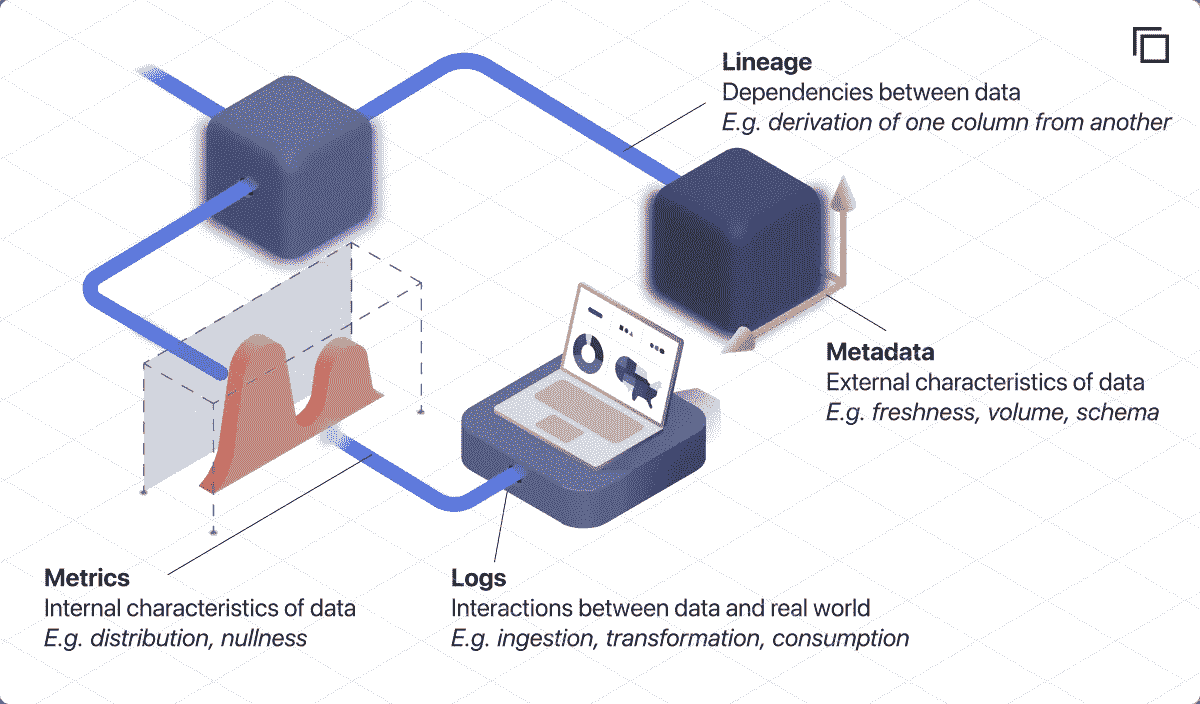 Lineage
Dependencies between data
E.g. derivation of one column from another
Metadata
External characteristics of data
E.g. freshness, volume, schema
Metrics
Internal characteristics of data
E.g. distribution, nullness
Logs
Interactions between data and real world
E.g. ingestion, transformation, consumption